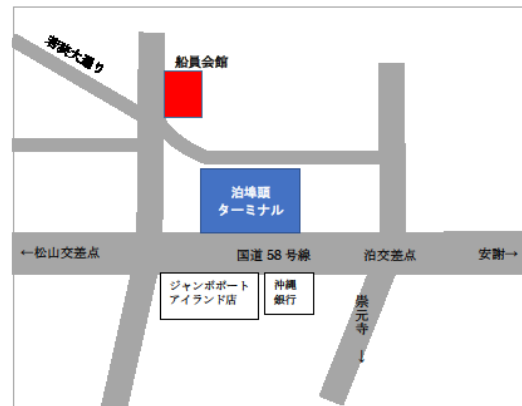 若狭大通り
船員会館
泊埠頭
ターミナル
←松山交差点
国道 58 号線
泊交差点
安謝→
ジャンボポート
アイランド店
沖縄
銀行
崇元寺
↓